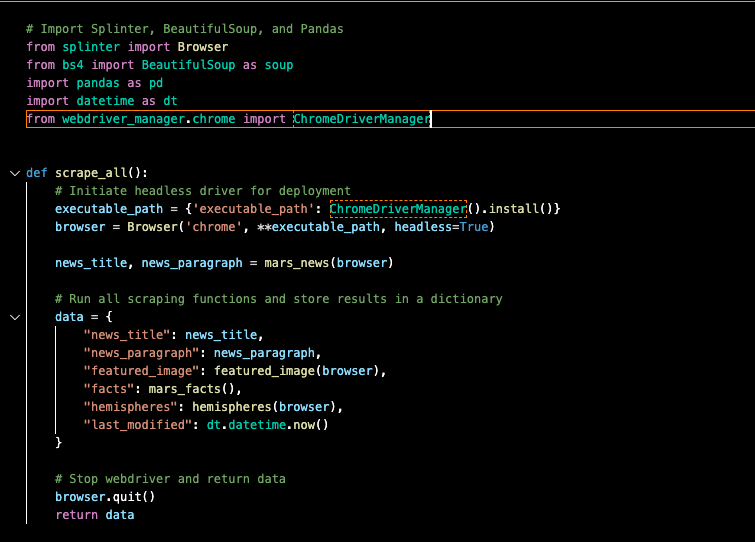 # Import Splinter, BeautifulSoup, and Pandas
from splinter import Browser
from bs4 import BeautifulSoup as soup
import pandas as pd
import datetime as dt
from webdriver_manager.chrome import ChromeDriverManager
def scrape_all():
# Initiate headless driver for deployment
executable_path = {'executable_path': ChromeDriverManager().install()}
browser = Browser('chrome', **executable_path, headless=True)
news_title, news_paragraph = mars_news(browser)
# Run all scraping functions and store results in a dictionary
data = {
"news_title": news_title,
"news_paragraph": news_paragraph,
"featured_image": featured_image(browser),
"facts": mars_facts(),
"hemispheres": hemispheres(browser),
"last_modified": dt.datetime.now()
}
# Stop webdriver and return data
browser.quit()
return data